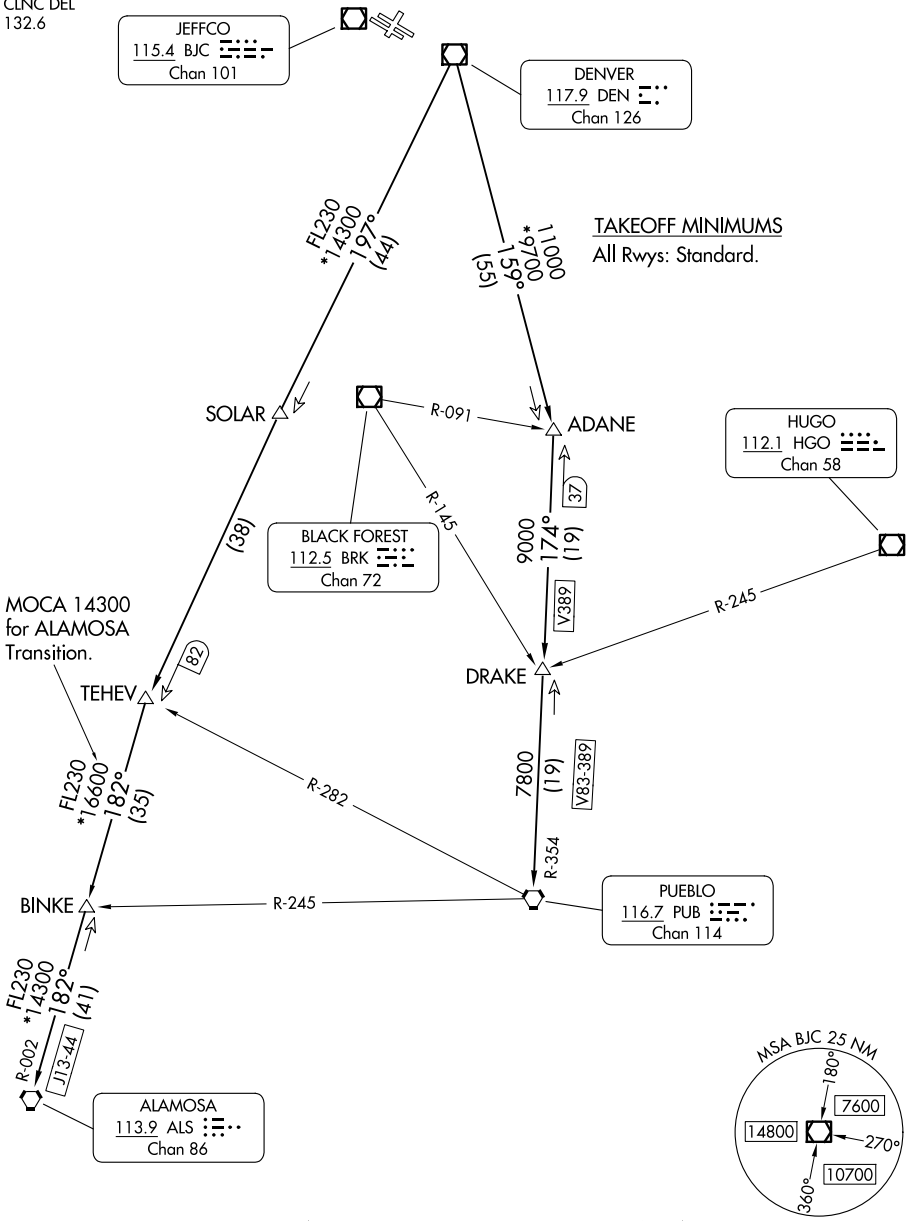 CLNC DEL
132.6
JEFFCO
115.4 BJC
Chan 101
DENVER
117.9 DEN
Chan 126
FL230
*14300
197°
(44)
11000
*9700
159°
(55)
TAKEOFF MINIMUMS
All Rwys: Standard.
SOLAR
R-091
ADANE
HUGO
112.1 HGO
Chan 58
37
(38)
R-145
BLACK FOREST
112.5 BRK
Chan 72
9000
174°
(19)
V389
R-245
MOCA 14300
for ALAMOSA
Transition.
82
TEHEV
DRAKE
FL230
*16600
182°
(35)
R-282
7800
(19)
V83-389
R-354
BINKE
R-245
PUEBLO
116.7 PUB
Chan 114
FL230
*14300
182°
(41)
R-002
J13-44
ALAMOSA
113.9 ALS
Chan 86
MSA BJC 25 NM
180°
7600
14800
270°
10700
360°